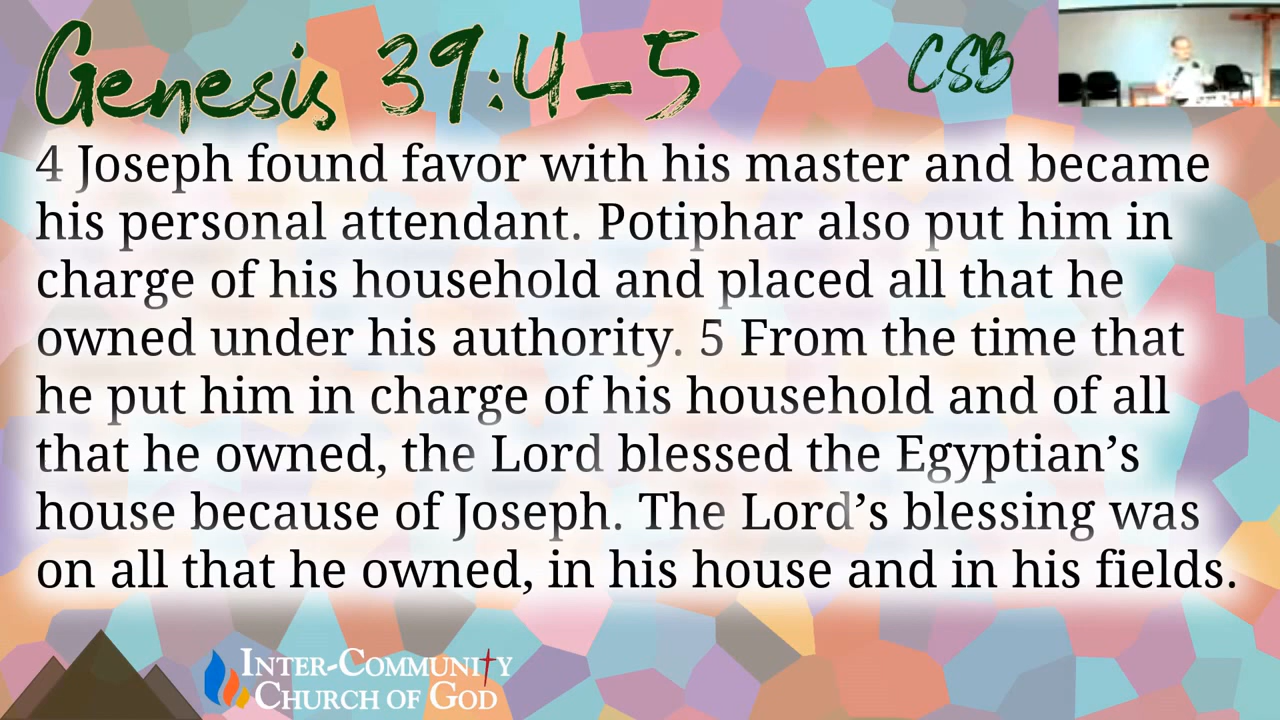 Genesis 39:4-5
CSB
4 Joseph found favor with his master and became
his personal attendant. Potiphar also put him in
charge of his household and placed all that he
owned under his authority. 5 From the time that
he put him in charge of his household and of all
that he owned, the Lord blessed the Egyptian’s
house because of Joseph. The Lord’s blessing was
on all that he owned, in his house and in his fields.
Inter-Community
Church of God